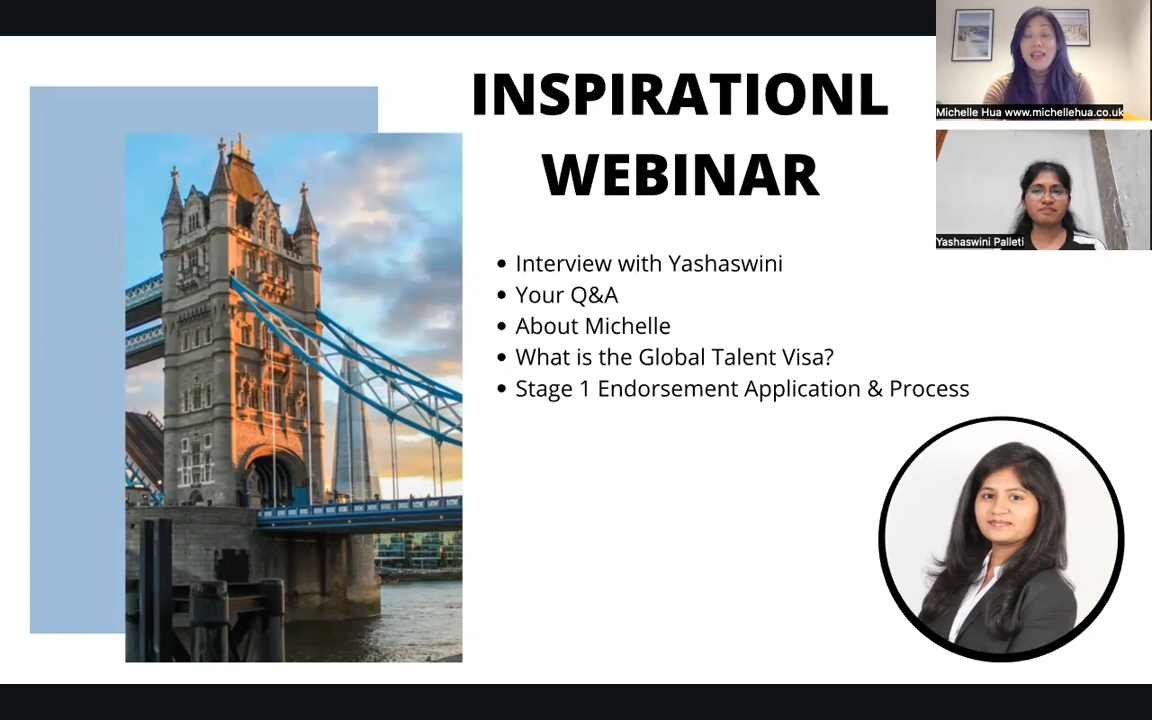 INSPIRATIONL
WEBINAR
• Interview with Yashaswini
• Your Q&A
• About Michelle
• What is the Global Talent Visa?
• Stage 1 Endorsement Application & Process
Michelle Hua www.michellehua.co.uk
Yashaswini Palleti